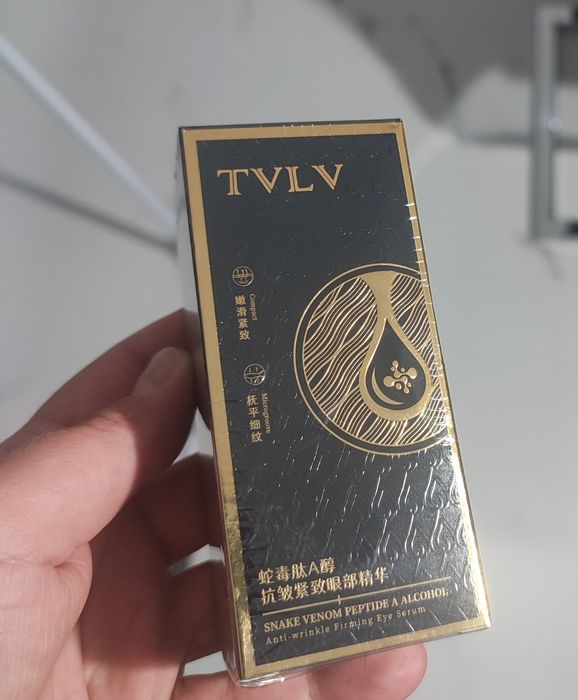 TVLV
Compact
嫩滑紧致
Microgroove
抚平细纹
蛇毒肽A醇
抗皱紧致眼部精华
SNAKE VENOM PEPTIDE A ALCOHOL
Anti-wrinkle Firming Eye Serum